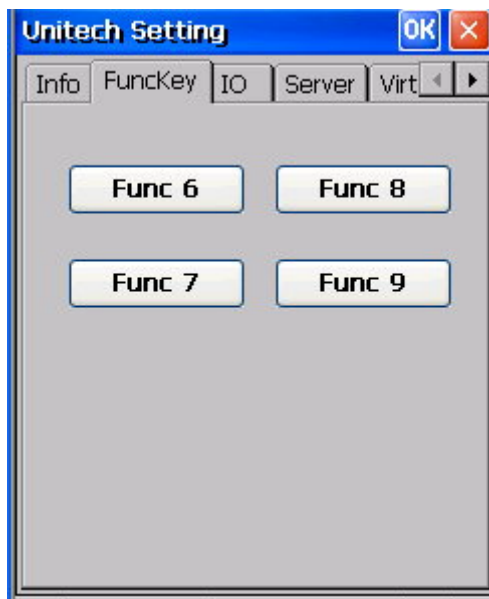 Unitech Setting OK
Info FuncKey IO Server Virt
Func 6 Func 8
Func 7 Func 9